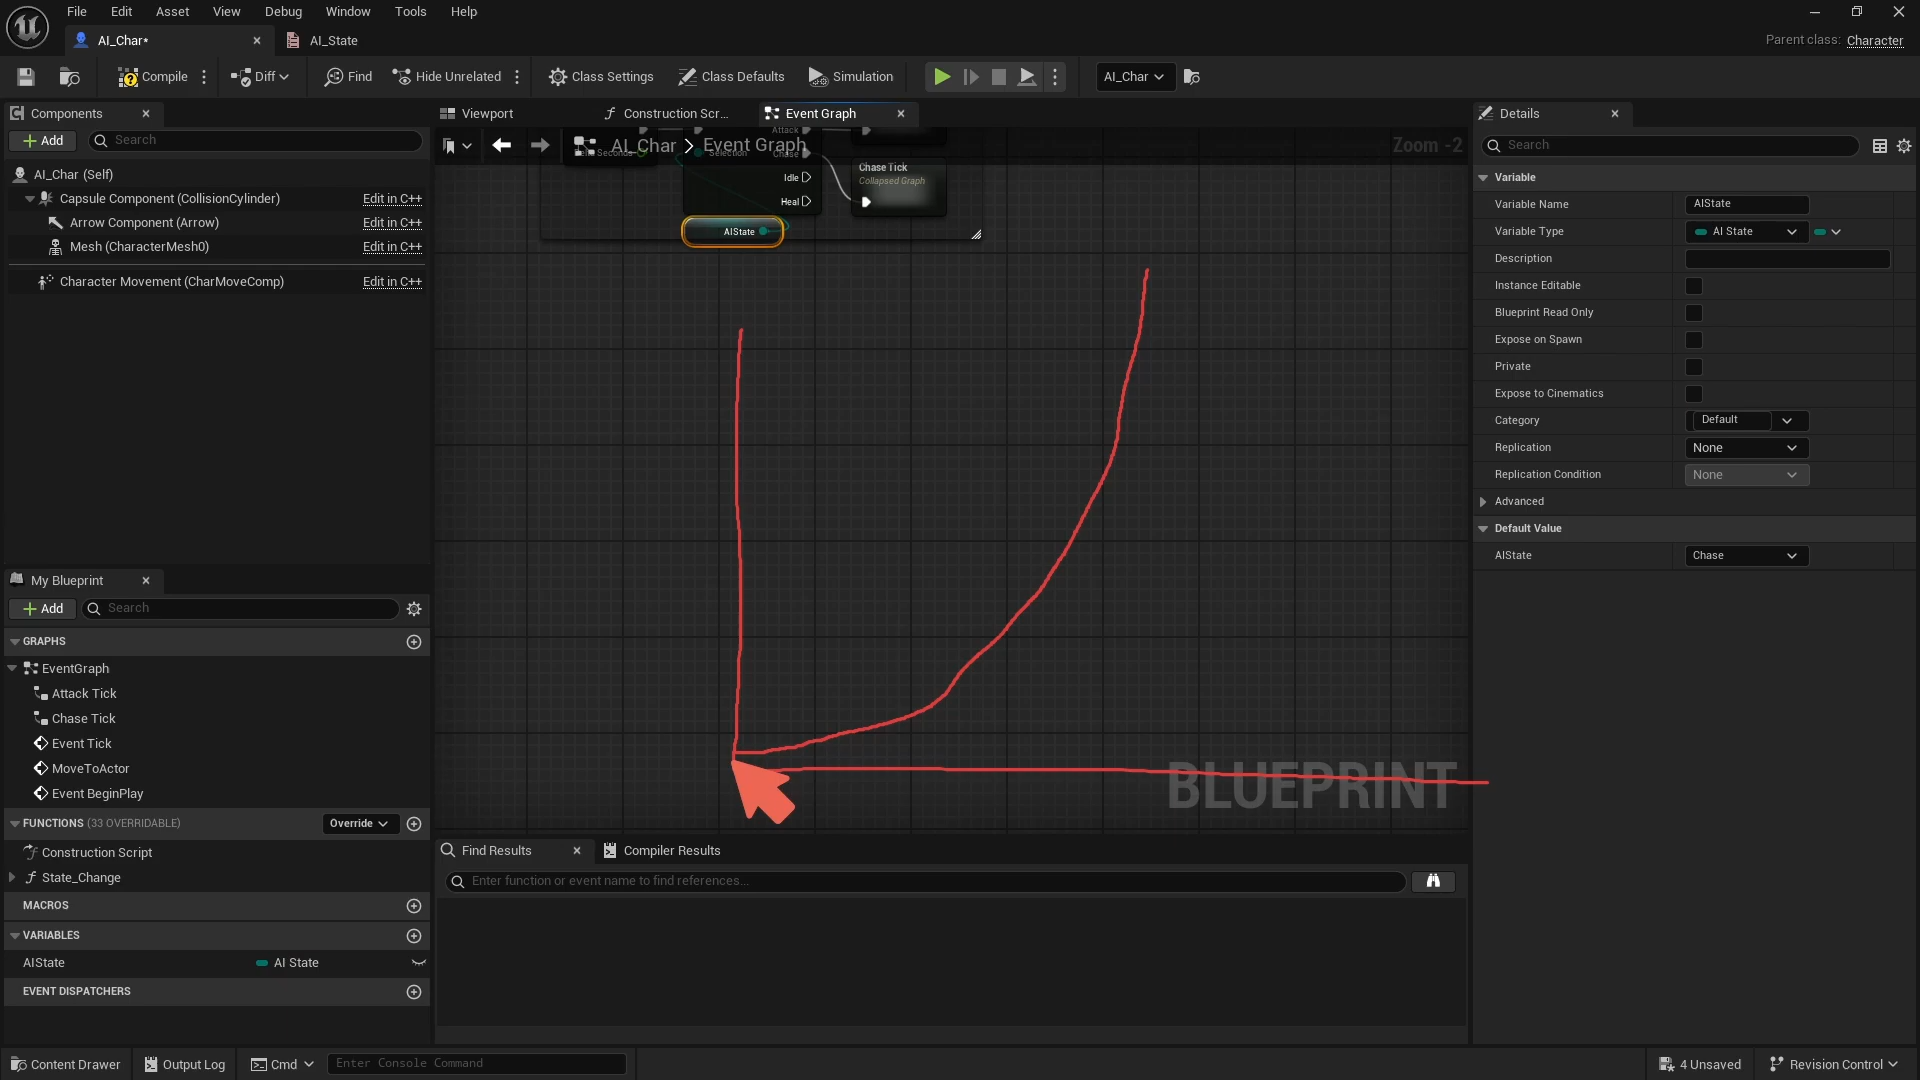 File Edit Asset View Debug Window Tools Help
AI_Char* AI_State
Parent class: Character
Compile Diff Find Hide Unrelated Class Settings Class Defaults Simulation AI_Char
Components
Add Search
AI_Char (Self)
Capsule Component (CollisionCylinder) Edit in C++
Arrow Component (Arrow) Edit in C++
Mesh (CharacterMesh0) Edit in C++
Character Movement (CharMoveComp) Edit in C++
My Blueprint
Add Search
GRAPHS
EventGraph
Attack Tick
Chase Tick
Event Tick
MoveToActor
Event BeginPlay
FUNCTIONS (33 OVERRIDABLE) Override
Construction Script
State_Change
MACROS
VARIABLES
AIState AI State
EVENT DISPATCHERS
Viewport Construction Scr... Event Graph
AI_Char > Event Graph
Zoom -2
Attack
Seconds
Selection Chase
Idle
Heal
AIState
Chase Tick
Collapsed Graph
BLUEPRINT
Find Results Compiler Results
Enter function or event name to find references...
Details
Search
Variable
Variable Name AIState
Variable Type AI State
Description
Instance Editable
Blueprint Read Only
Expose on Spawn
Private
Expose to Cinematics
Category Default
Replication None
Replication Condition None
Advanced
Default Value
AIState Chase
Content Drawer Output Log Cmd Enter Console Command
4 Unsaved Revision Control